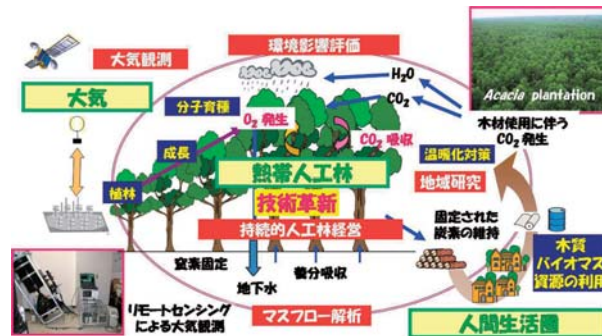 環境影響評価
大気観測
大気
H₂O
CO₂
Acacia plantation
分子育種
O₂ 発生
CO₂ 吸収
木材使用に伴う
CO₂ 発生
成長
温暖化対策
熱帯人工林
地域研究
植林
技術革新
持続的人工林経営
固定された
炭素の維持
窒素固定
養分吸収
木質
バイオマス
資源の利用
地下水
リモートセンシング
による大気観測
マスフロー解析
人間生活圏